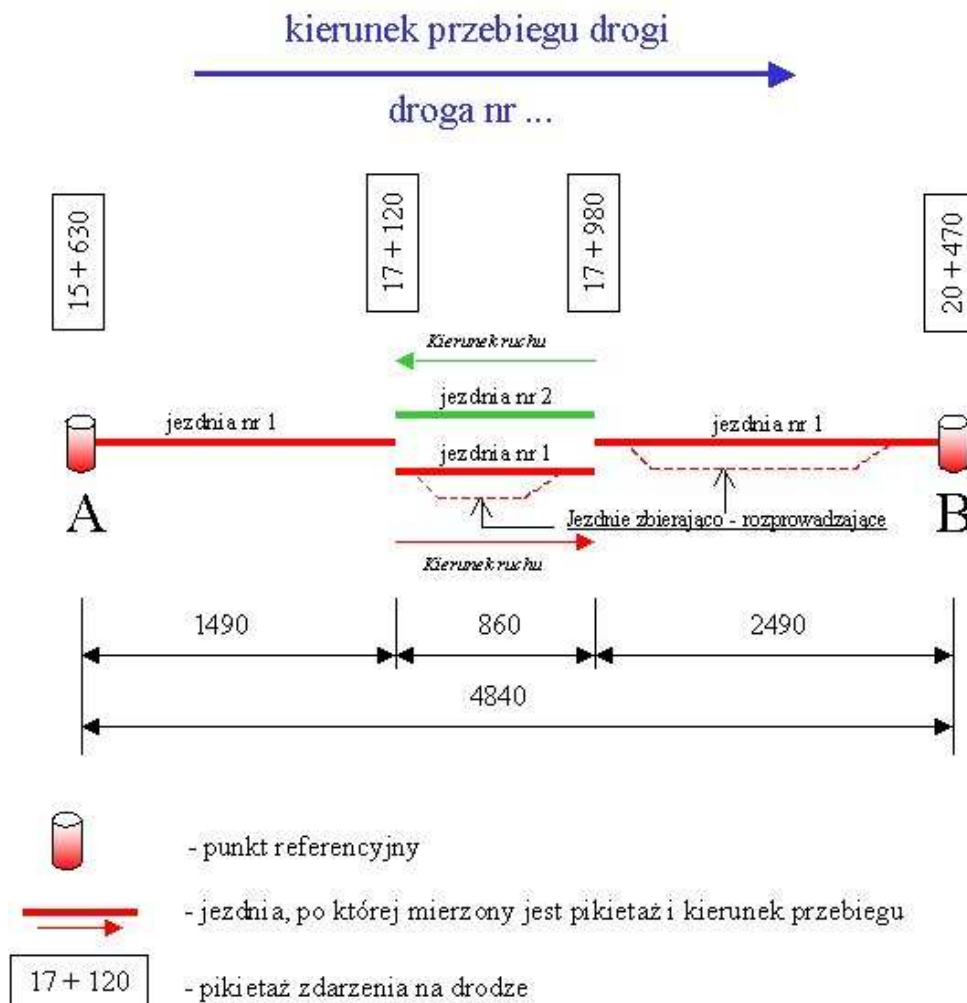 kierunek przebiegu drogi
droga nr ...
15 + 630
17 + 120
17 + 980
20 + 470
Kierunek ruchu
jezdnia nr 2
jezdnia nr 1
jezdnia nr 1
jezdnia nr 1
A
B
Jezdnie zbierająco - rozprowadzające
Kierunek ruchu
1490
860
2490
4840
- punkt referencyjny
- jezdnia, po której mierzony jest pikietaż i kierunek przebiegu
17 + 120
- pikietaż zdarzenia na drodze